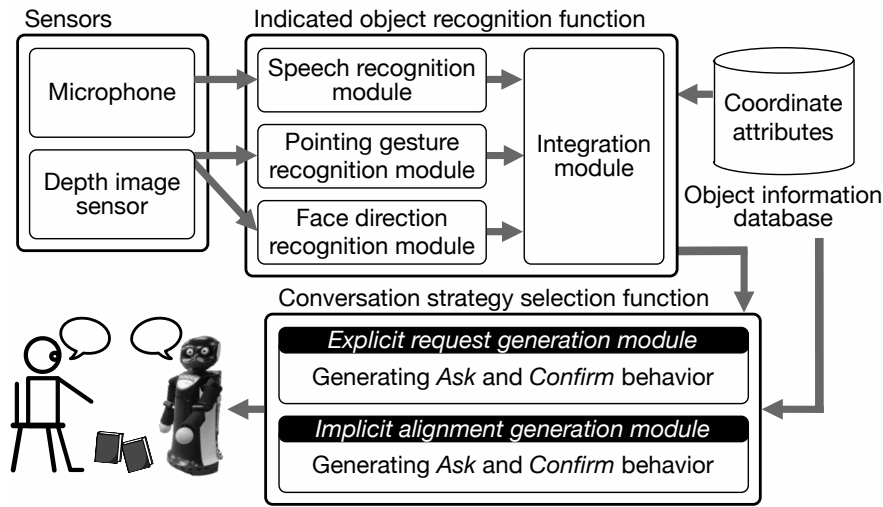 Sensors
Microphone
Depth image
sensor
Indicated object recognition function
Speech recognition
module
Pointing gesture
recognition module
Face direction
recognition module
Integration
module
Coordinate
attributes
Object information
database
Conversation strategy selection function
Explicit request generation module
Generating Ask and Confirm behavior
Implicit alignment generation module
Generating Ask and Confirm behavior